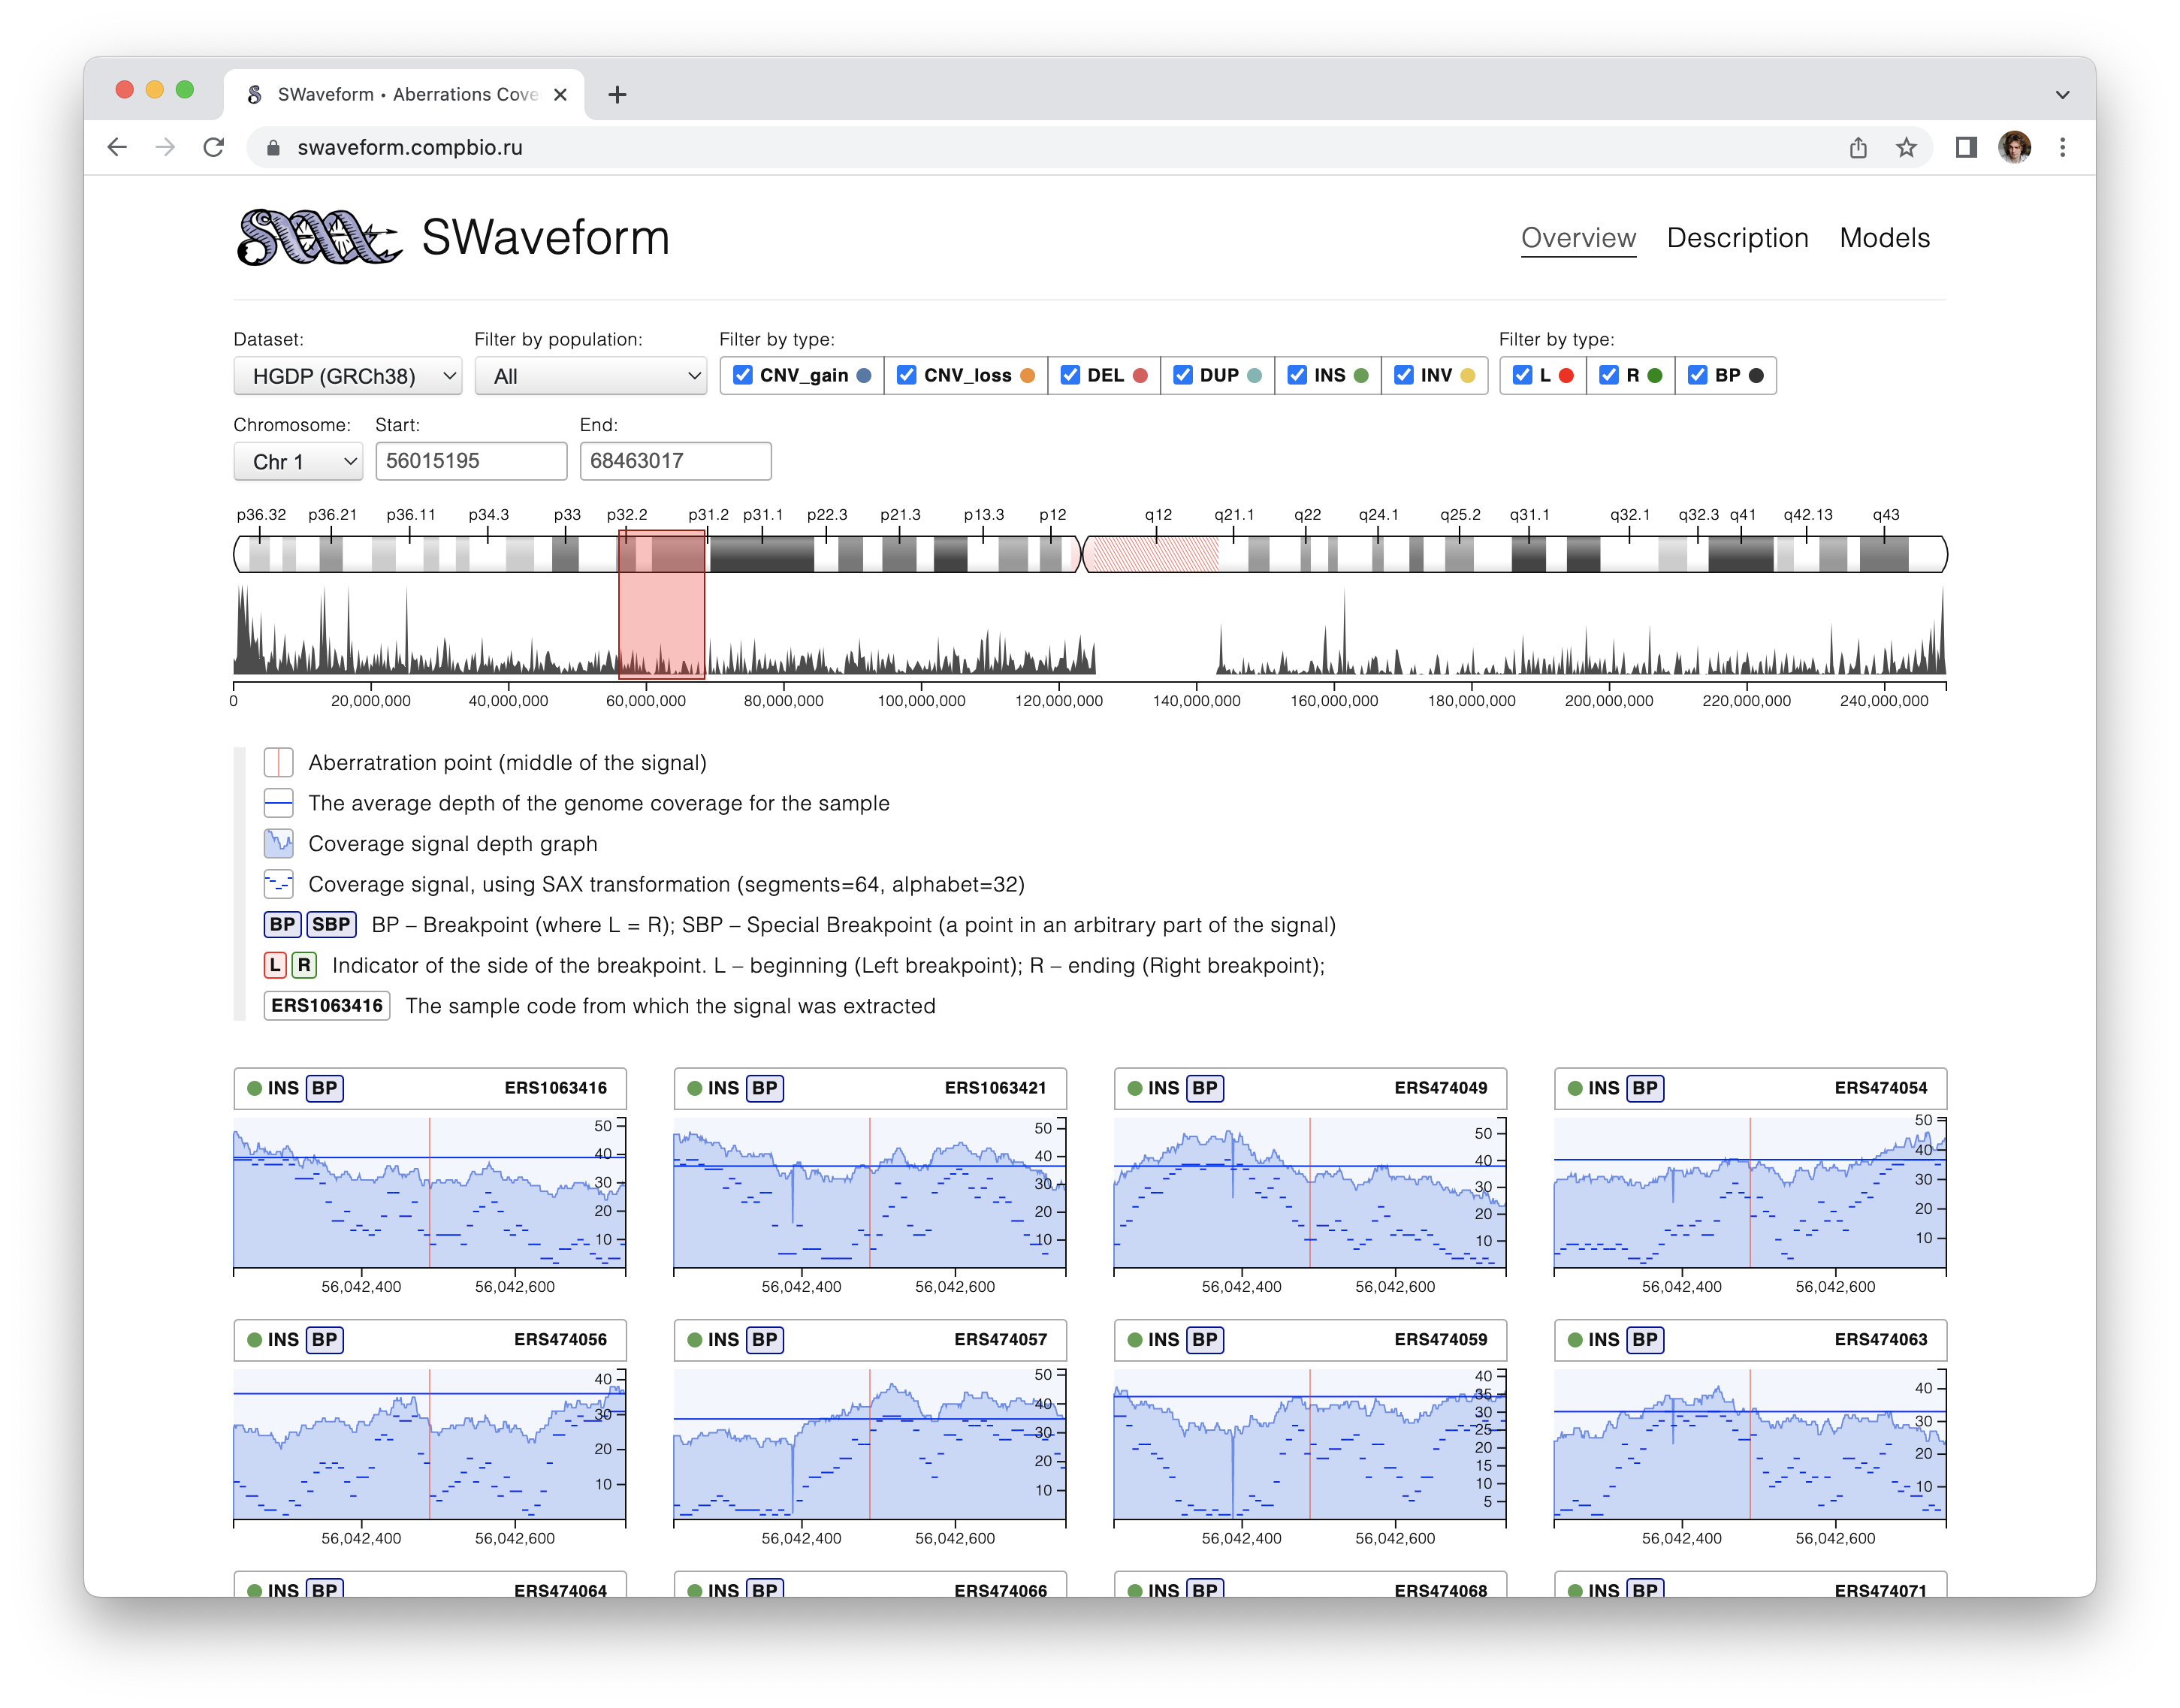 SWaveform • Aberrations Cove
swaveform.compbio.ru
SWaveform
Overview Description Models
Dataset: Filter by population: Filter by type: Filter by type:
HGDP (GRCh38) All CNV_gain CNV_loss DEL DUP INS INV L R BP
Chromosome: Start: End:
Chr 1 56015195 68463017
p36.32 p36.21 p36.11 p34.3 p33 p32.2 p31.2 p31.1 p22.3 p21.3 p13.3 p12 q12 q21.1 q22 q24.1 q25.2 q31.1 q32.1 q32.3 q41 q42.13 q43
0 20,000,000 40,000,000 60,000,000 80,000,000 100,000,000 120,000,000 140,000,000 160,000,000 180,000,000 200,000,000 220,000,000 240,000,000
Aberratration point (middle of the signal)
The average depth of the genome coverage for the sample
Coverage signal depth graph
Coverage signal, using SAX transformation (segments=64, alphabet=32)
BP SBP BP – Breakpoint (where L = R); SBP – Special Breakpoint (a point in an arbitrary part of the signal)
L R Indicator of the side of the breakpoint. L – beginning (Left breakpoint); R – ending (Right breakpoint);
ERS1063416 The sample code from which the signal was extracted
INS BP ERS1063416
50
40
30
20
10
56,042,400 56,042,600
INS BP ERS1063421
50
40
30
20
10
56,042,400 56,042,600
INS BP ERS474049
50
40
30
20
10
56,042,400 56,042,600
INS BP ERS474054
50
40
30
20
10
56,042,400 56,042,600
INS BP ERS474056
40
30
20
10
56,042,400 56,042,600
INS BP ERS474057
50
40
30
20
10
56,042,400 56,042,600
INS BP ERS474059
40
35
30
25
20
15
10
5
56,042,400 56,042,600
INS BP ERS474063
40
30
20
10
56,042,400 56,042,600
INS BP ERS474064
INS BP ERS474066
INS BP ERS474068
INS BP ERS474071